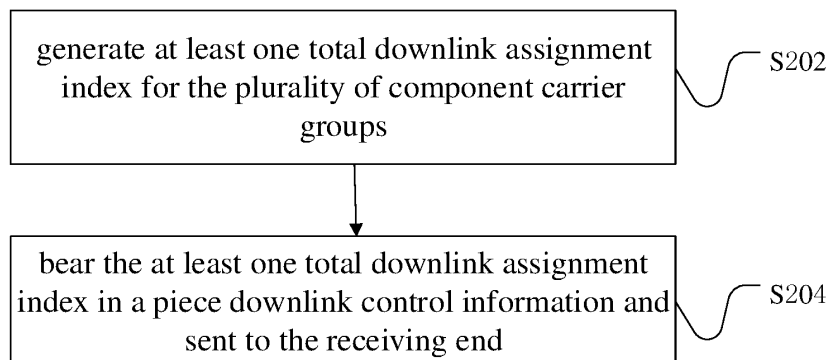 generate at least one total downlink assignment
index for the plurality of component carrier
groups
S202
bear the at least one total downlink assignment
index in a piece downlink control information and
sent to the receiving end
S204